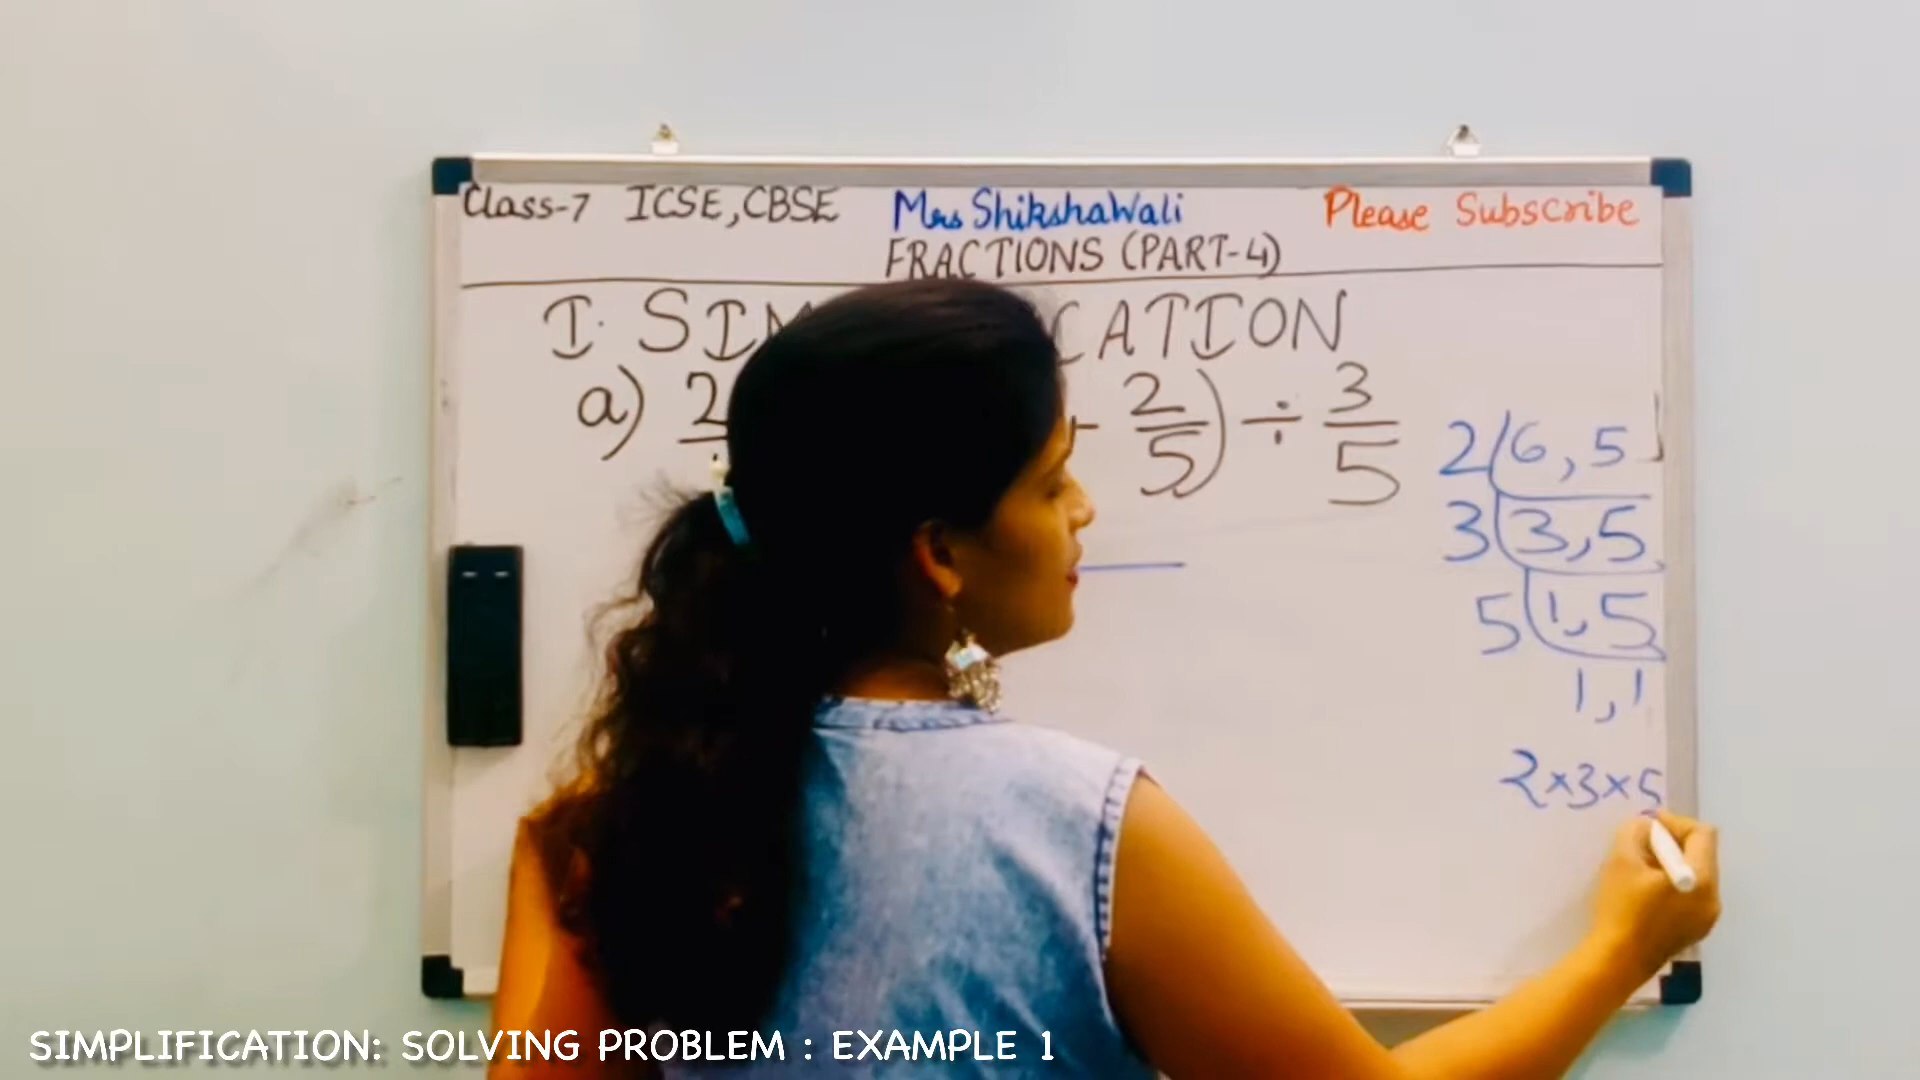 Class-7 ICSE, CBSE Mrs ShikshaWali Please Subscribe
FRACTIONS (PART-4)
I. CATION
a) 2 2/5) ÷ 3/5
2 6, 5
3 3, 5
5 1, 5
1, 1
2×3×5
SIMPLIFICATION: SOLVING PROBLEM : EXAMPLE 1